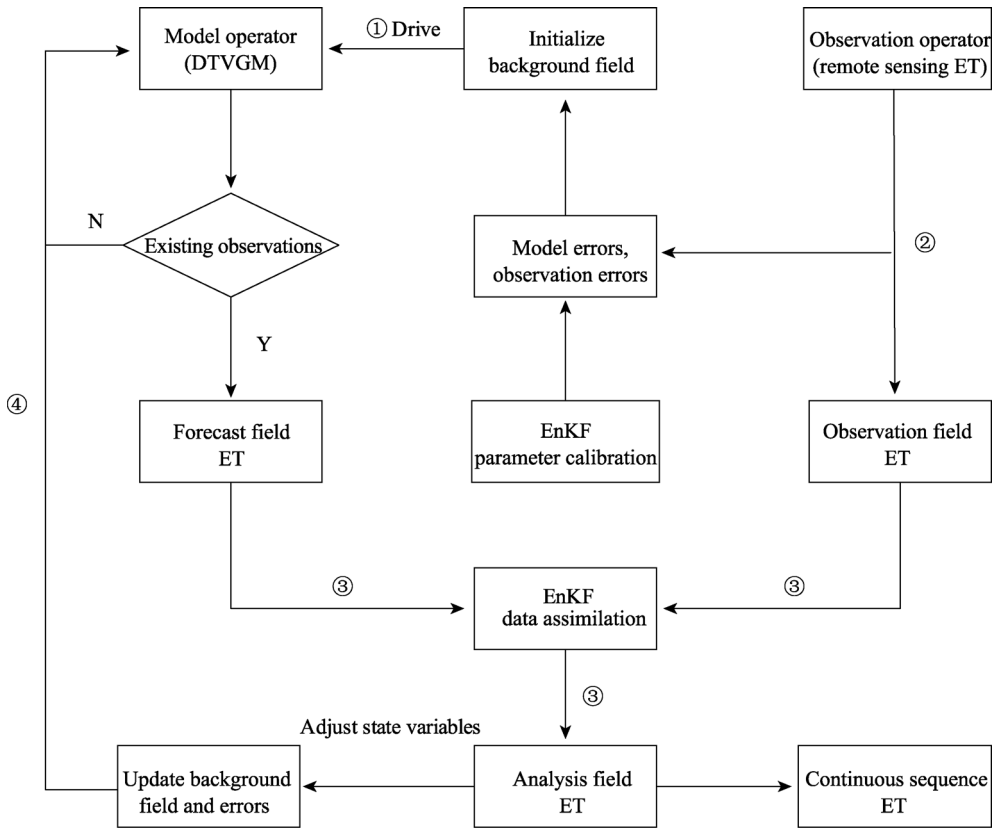 Model operator
(DTVGM)
① Drive
Initialize
background field
Observation operator
(remote sensing ET)
N
Existing observations
Model errors,
observation errors
②
Y
④
Forecast field
ET
EnKF
parameter calibration
Observation field
ET
③
EnKF
data assimilation
③
③
Adjust state variables
Update background
field and errors
Analysis field
ET
Continuous sequence
ET